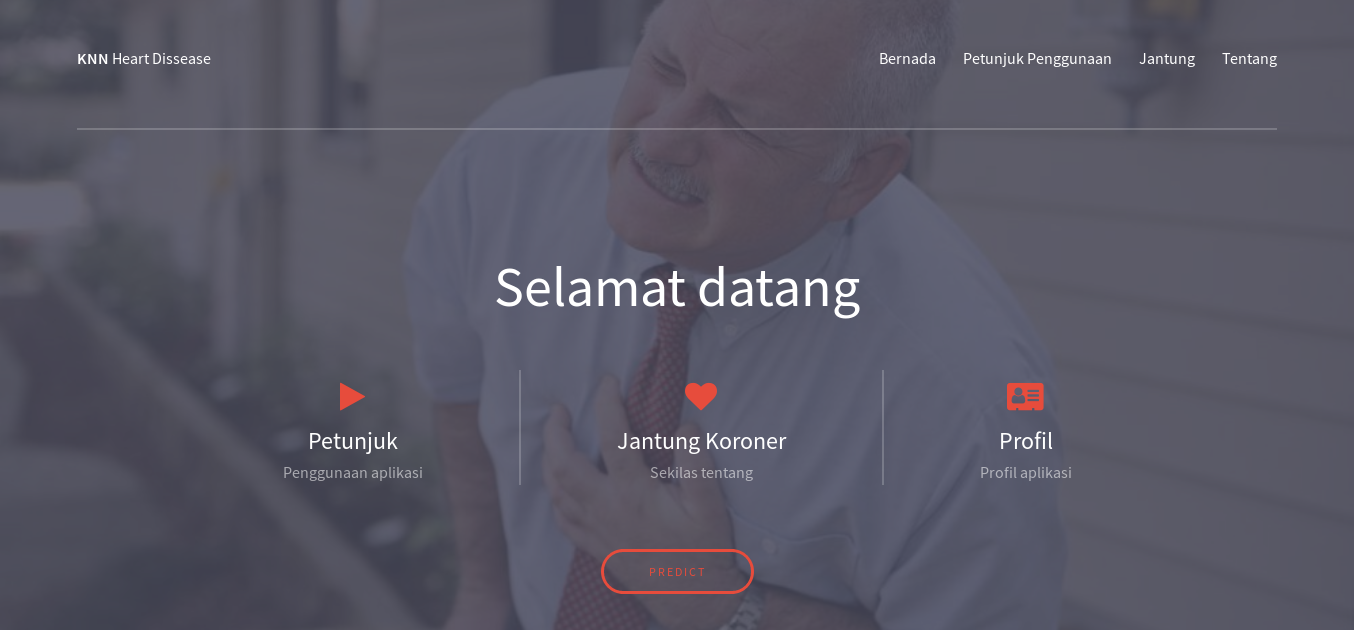 KNN Heart Dissease
Bernada Petunjuk Penggunaan Jantung Tentang
Selamat datang
Petunjuk
Penggunaan aplikasi
Jantung Koroner
Sekilas tentang
Profil
Profil aplikasi
PREDICT